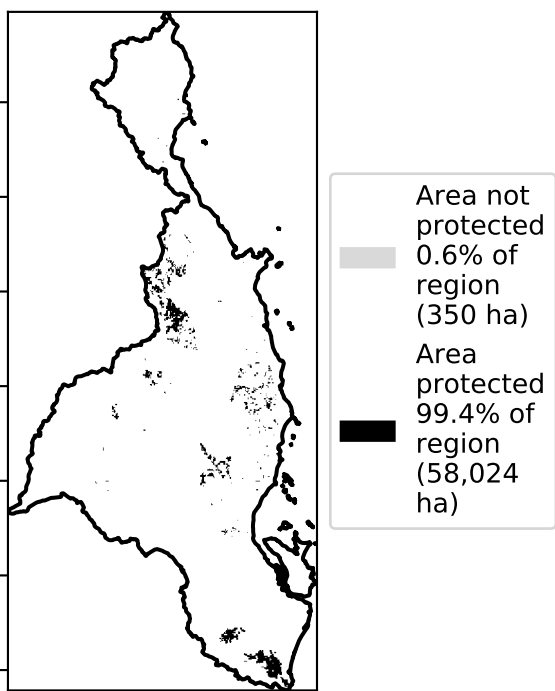 Area not
protected
0.6% of
region
(350 ha)
Area
protected
99.4% of
region
(58,024
ha)